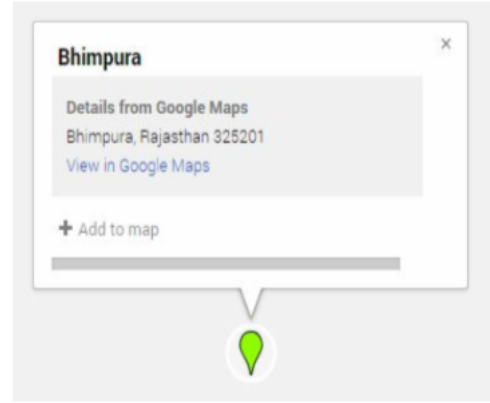 Bhimpura
×
Details from Google Maps
Bhimpura, Rajasthan 325201
View in Google Maps
+ Add to map